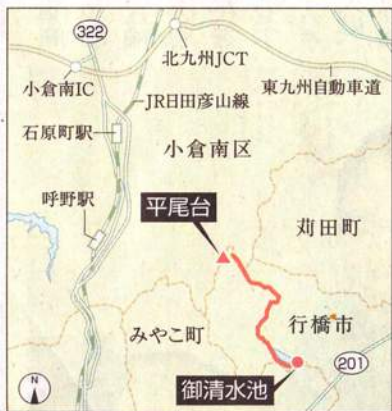 322
北九州JCT
小倉南IC
東九州自動車道
JR日田彦山線
石原町駅
小倉南区
呼野駅
平尾台
苅田町
みやこ町
行橋市
201
御清水池
N